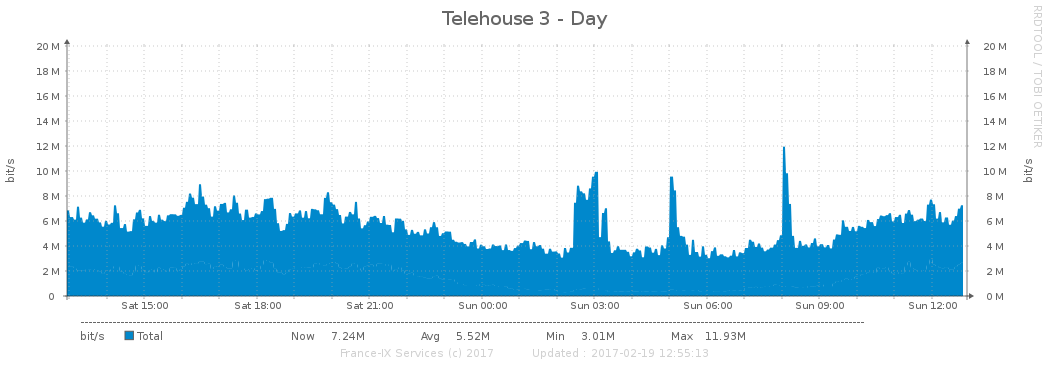 Telehouse 3 - Day
RRDTOOL / TOBI OETIKER
bit/s
bit/s
20 M 20 M
18 M 18 M
16 M 16 M
14 M 14 M
12 M 12 M
10 M 10 M
8 M 8 M
6 M 6 M
4 M 4 M
2 M 2 M
0 0 M
Sat 15:00 Sat 18:00 Sat 21:00 Sun 00:00 Sun 03:00 Sun 06:00 Sun 09:00 Sun 12:00
bit/s Total Now 7.24M Avg 5.52M Min 3.01M Max 11.93M
France-IX Services (c) 2017 Updated : 2017-02-19 12:55:13